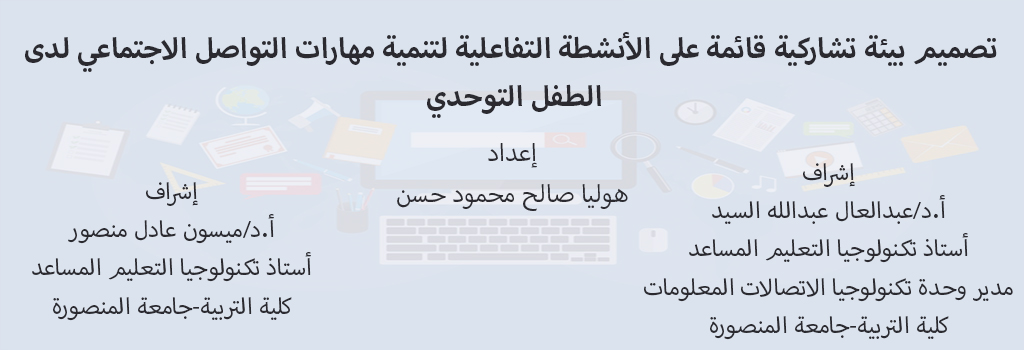 تصميم بيئة تشاركية قائمة على الأنشطة التفاعلية لتنمية مهارات التواصل الاجتماعي لدى
الطفل التوحدي
إعداد
هوليا صالح محمود حسن
إشراف
أ.د/عبدالعال عبدالله السيد
أستاذ تكنولوجيا التعليم المساعد
مدير وحدة تكنولوجيا الاتصالات المعلومات
كلية التربية-جامعة المنصورة
إشراف
أ.د/ميسون عادل منصور
أستاذ تكنولوجيا التعليم المساعد
كلية التربية-جامعة المنصورة